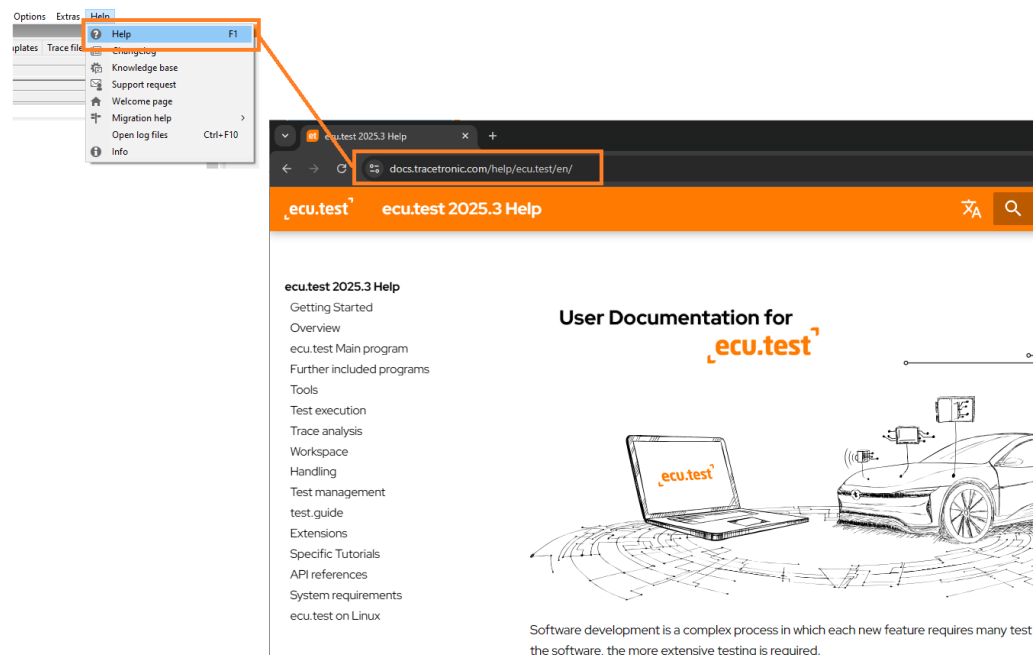 Options Extras Help
Help F1
plates Trace file
Changelog
Knowledge base
Support request
Welcome page
Migration help
Open log files Ctrl+F10
Info
et ecu.test 2025.3 Help
docs.tracetronic.com/help/ecu.test/en/
ecu.test ecu.test 2025.3 Help
ecu.test 2025.3 Help
Getting Started
Overview
ecu.test Main program
Further included programs
Tools
Test execution
Trace analysis
Workspace
Handling
Test management
test.guide
Extensions
Specific Tutorials
API references
System requirements
ecu.test on Linux
User Documentation for
ecu.test
ecu.test
Software development is a complex process in which each new feature requires many test
the software, the more extensive testing is required.